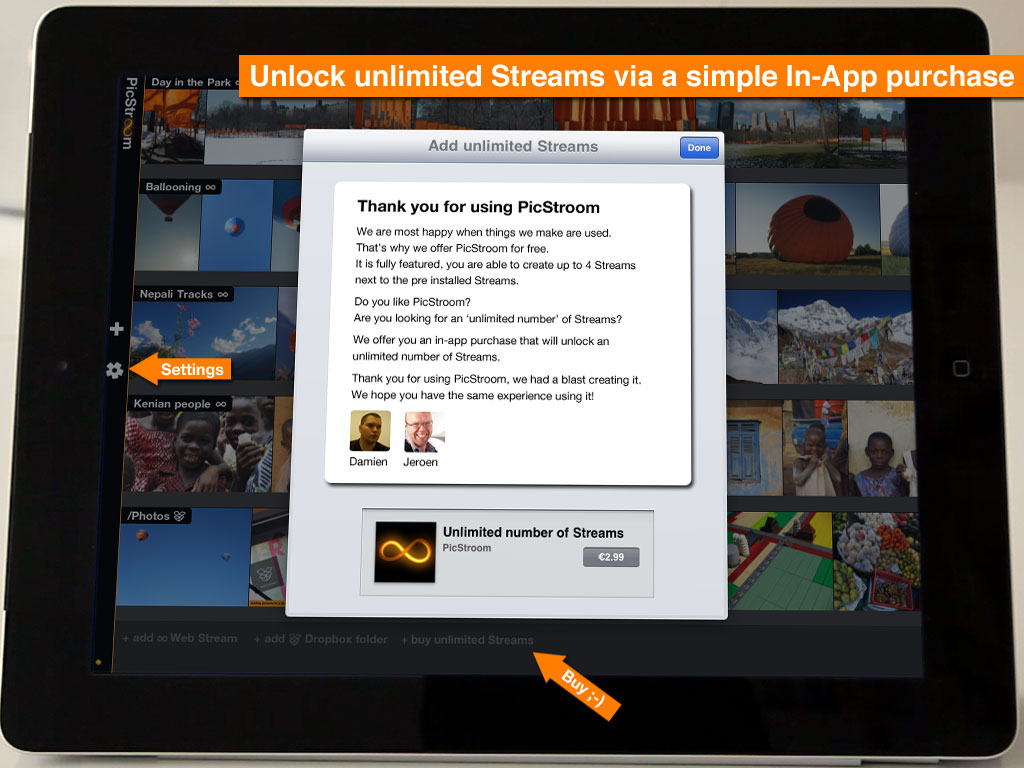 Unlock unlimited Streams via a simple In-App purchase
PicStroom
Day in the Park
Add unlimited Streams
Done
Ballooning ∞
Thank you for using PicStroom
We are most happy when things we make are used.
That's why we offer PicStroom for free.
It is fully featured, you are able to create up to 4 Streams
next to the pre installed Streams.
Do you like PicStroom?
Are you looking for an ‘unlimited number’ of Streams?
We offer you an in-app purchase that will unlock an
unlimited number of Streams.
Thank you for using PicStroom, we had a blast creating it.
We hope you have the same experience using it!
Damien Jeroen
Nepali Tracks ∞
Settings
Kenian people ∞
/Photos
Unlimited number of Streams
PicStroom
€2.99
+ add ∞ Web Stream + add Dropbox folder + buy unlimited Streams
Buy ;-)